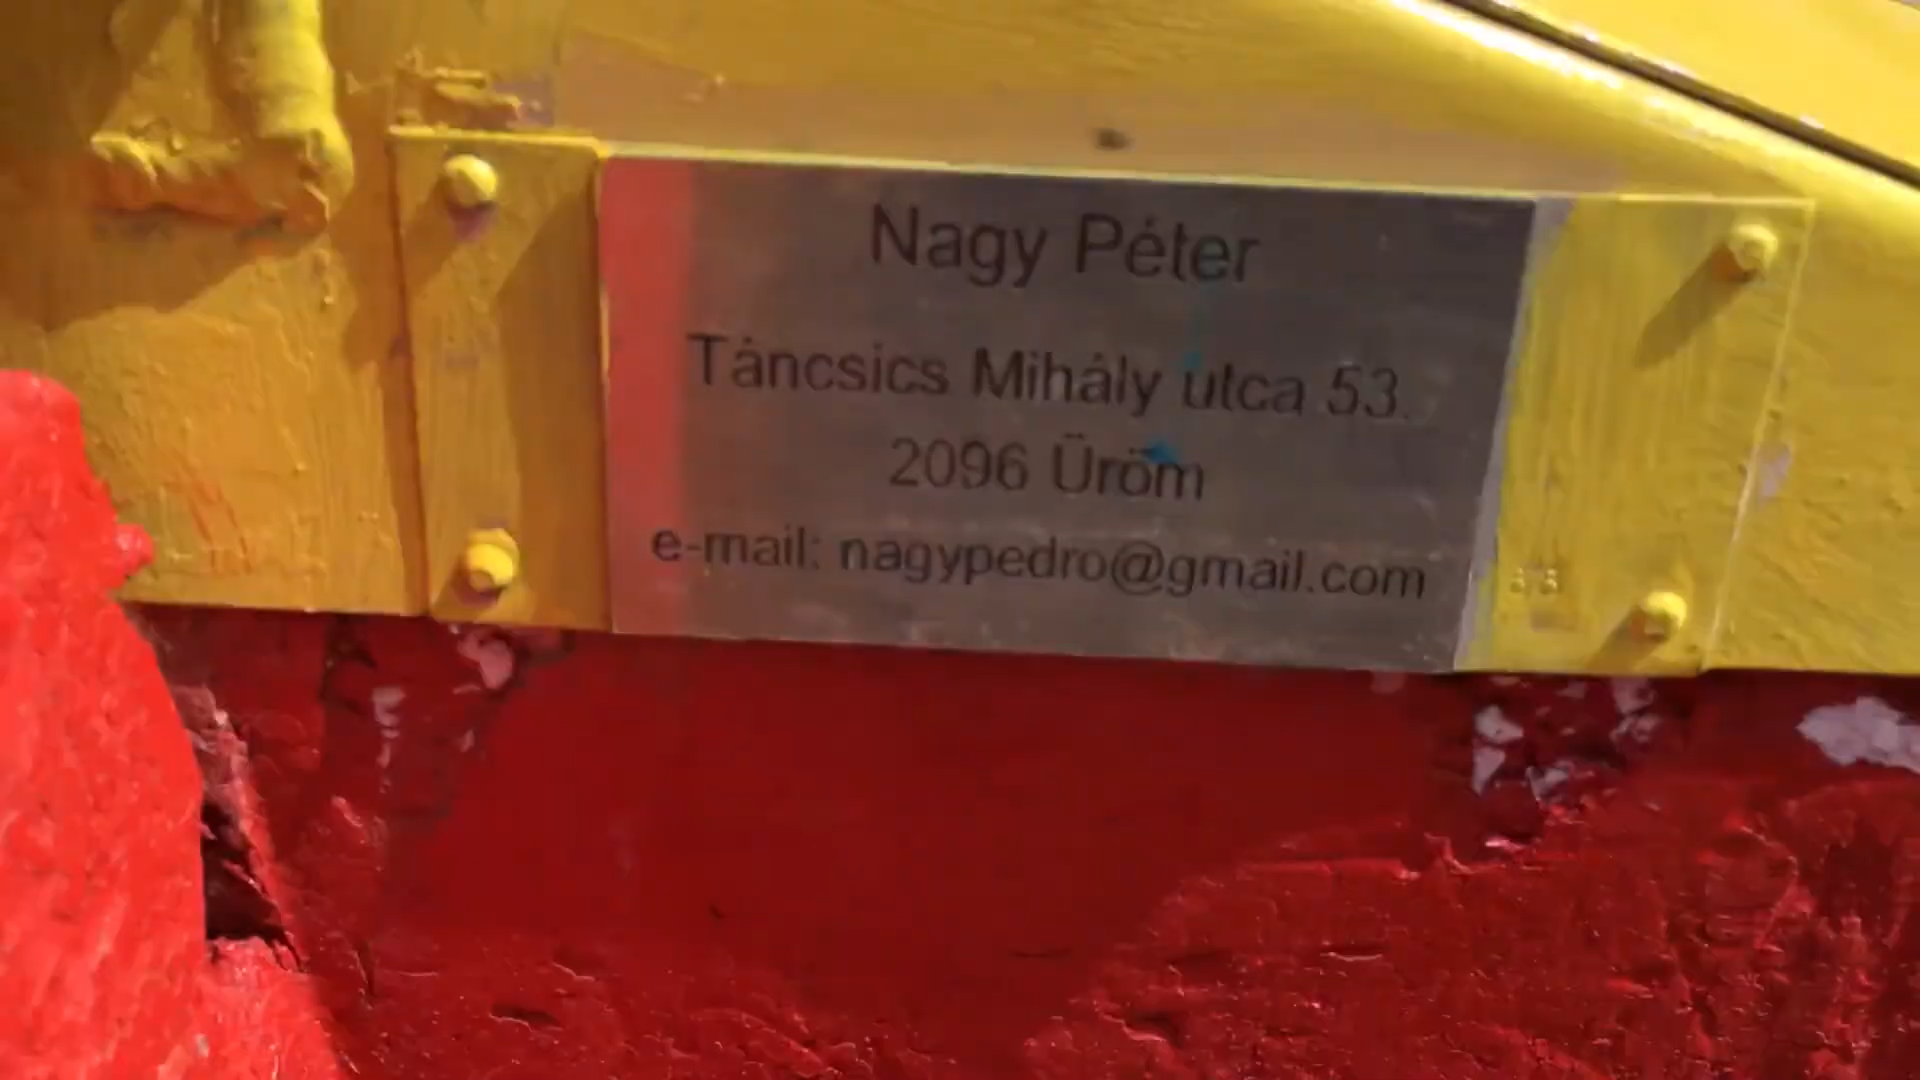 Nagy Péter
Táncsics Mihály utca 53.
2096 Üröm
e-mail: nagypedro@gmail.com